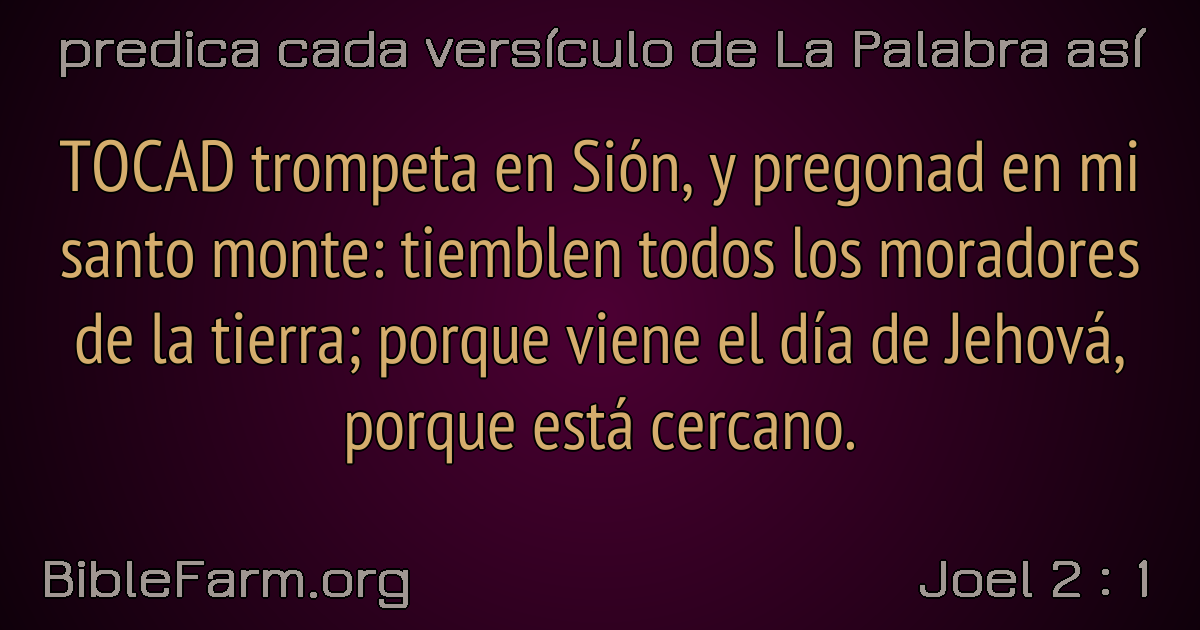 predica cada versículo de La Palabra así
TOCAD trompeta en Sión, y pregonad en mi
santo monte: tiemblen todos los moradores
de la tierra; porque viene el día de Jehová,
porque está cercano.
BibleFarm.org
Joel 2 : 1